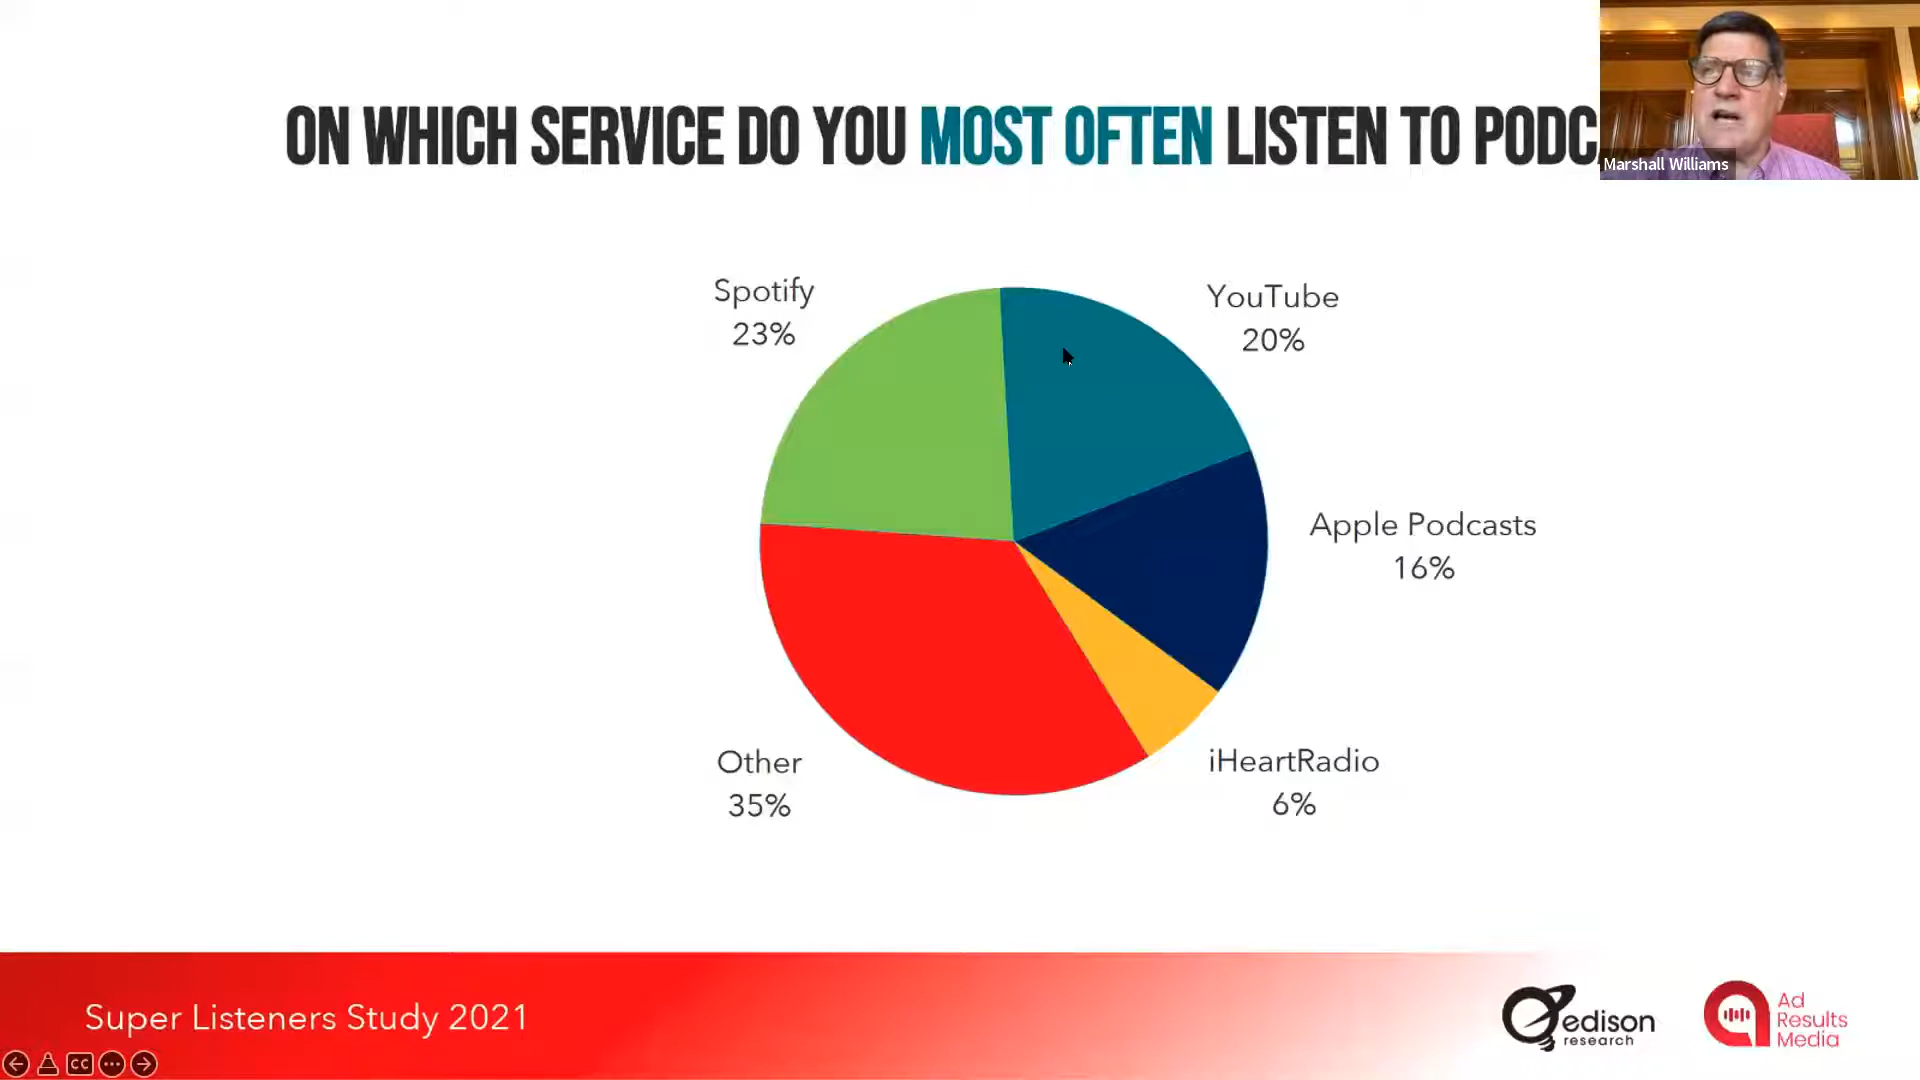 ON WHICH SERVICE DO YOU MOST OFTEN LISTEN TO PODC
Marshall Williams
Spotify
23%
YouTube
20%
Apple Podcasts
16%
Other
35%
iHeartRadio
6%
Super Listeners Study 2021
edison
research
Ad
Results
Media
CC